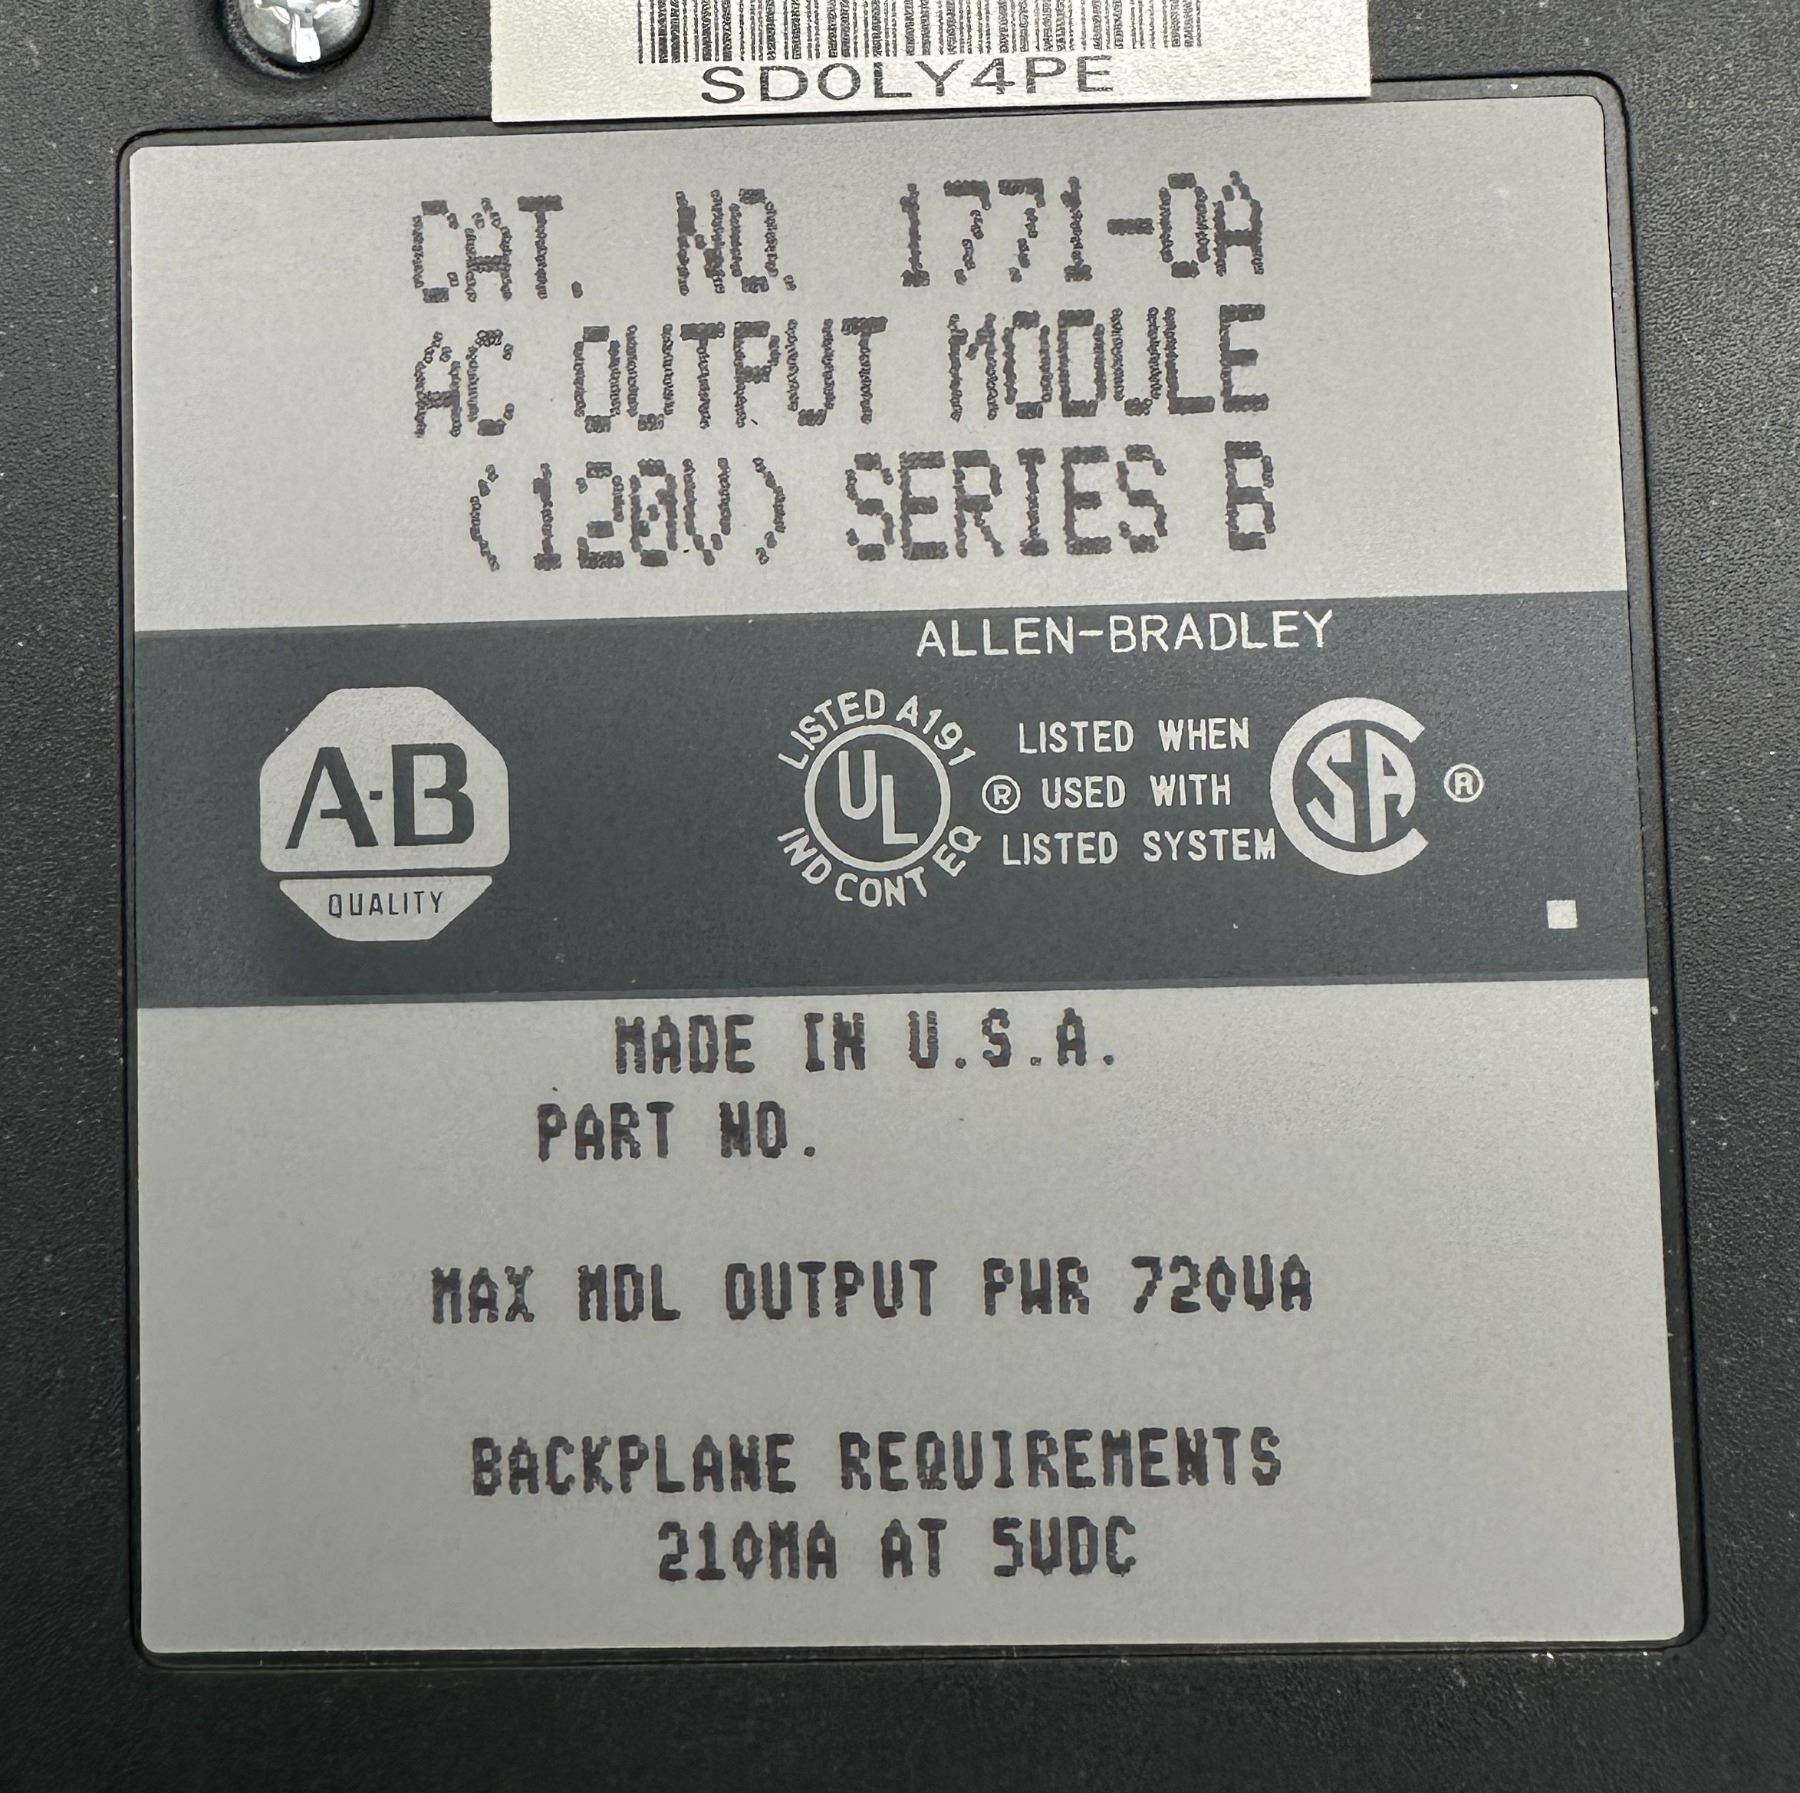 SD0LY4PE
CAT. NO. 1771-OA
AC OUTPUT MODULE
(120V) SERIES B
ALLEN-BRADLEY
A-B
QUALITY
LISTED A191
UL
IND CONT EQ
®
LISTED WHEN
USED WITH
LISTED SYSTEM
CSA
®
MADE IN U.S.A.
PART NO.
MAX MDL OUTPUT PWR 720VA
BACKPLANE REQUIREMENTS
210MA AT 5VDC